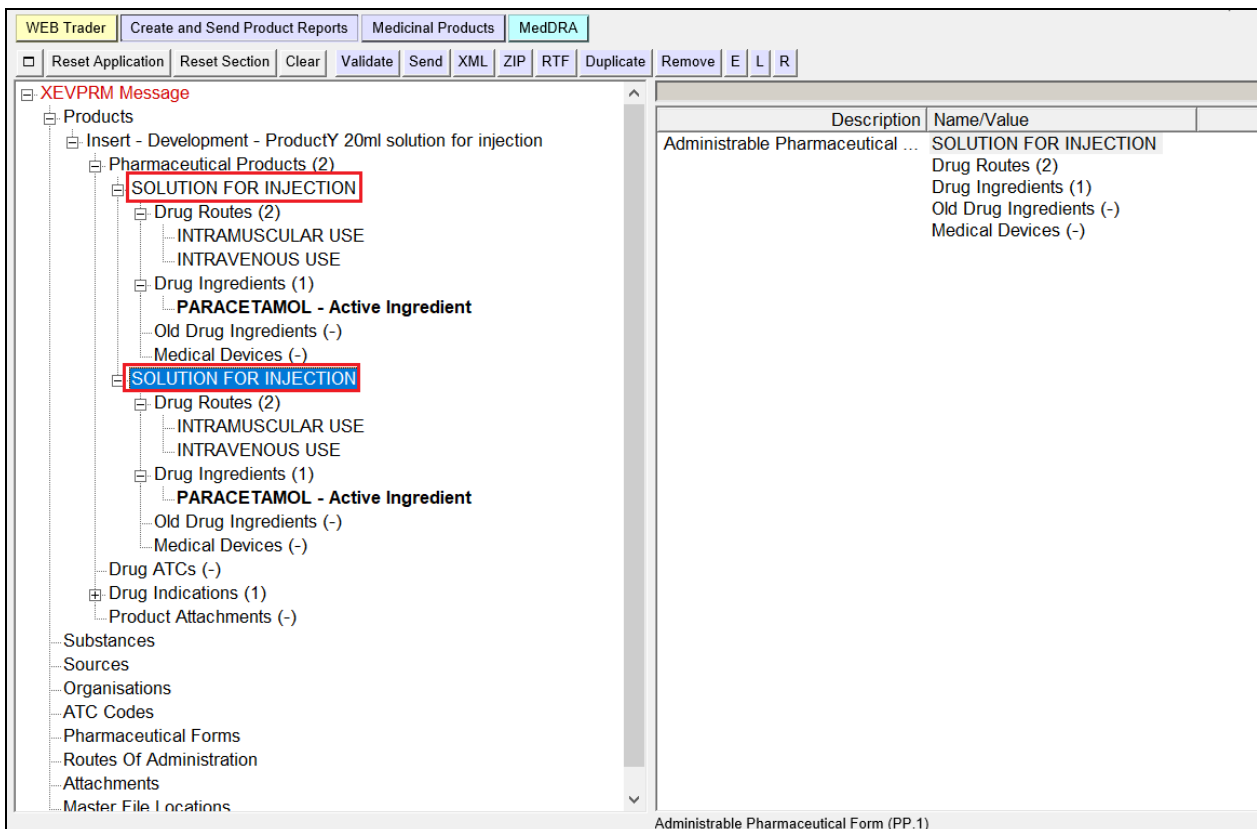 WEB Trader Create and Send Product Reports Medicinal Products MedDRA
Reset Application Reset Section Clear Validate Send XML ZIP RTF Duplicate Remove E L R
XEVPRM Message
Products
Insert - Development - ProductY 20ml solution for injection
Pharmaceutical Products (2)
SOLUTION FOR INJECTION
Drug Routes (2)
INTRAMUSCULAR USE
INTRAVENOUS USE
Drug Ingredients (1)
PARACETAMOL - Active Ingredient
Old Drug Ingredients (-)
Medical Devices (-)
SOLUTION FOR INJECTION
Drug Routes (2)
INTRAMUSCULAR USE
INTRAVENOUS USE
Drug Ingredients (1)
PARACETAMOL - Active Ingredient
Old Drug Ingredients (-)
Medical Devices (-)
Drug ATCs (-)
Drug Indications (1)
Product Attachments (-)
Substances
Sources
Organisations
ATC Codes
Pharmaceutical Forms
Routes Of Administration
Attachments
Master File Locations
Description Name/Value
Administrable Pharmaceutical ... SOLUTION FOR INJECTION
Drug Routes (2)
Drug Ingredients (1)
Old Drug Ingredients (-)
Medical Devices (-)
Administrable Pharmaceutical Form (PP.1)